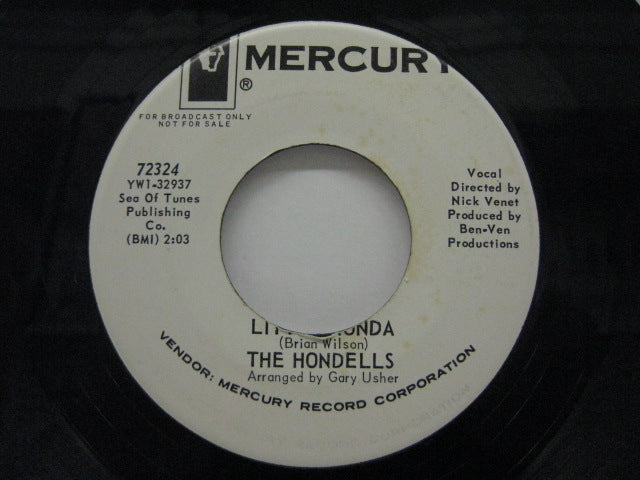 MERCURY
®
FOR BROADCAST ONLY
NOT FOR SALE
72324
YW1-32937
Sea Of Tunes
Publishing
Co.
(BMI) 2:03
Vocal
Directed by
Nick Venet
Produced by
Ben-Ven
Productions
(Brian Wilson)
THE HONDELLS
Arranged by Gary Usher
VENDOR: MERCURY RECORD CORPORATION